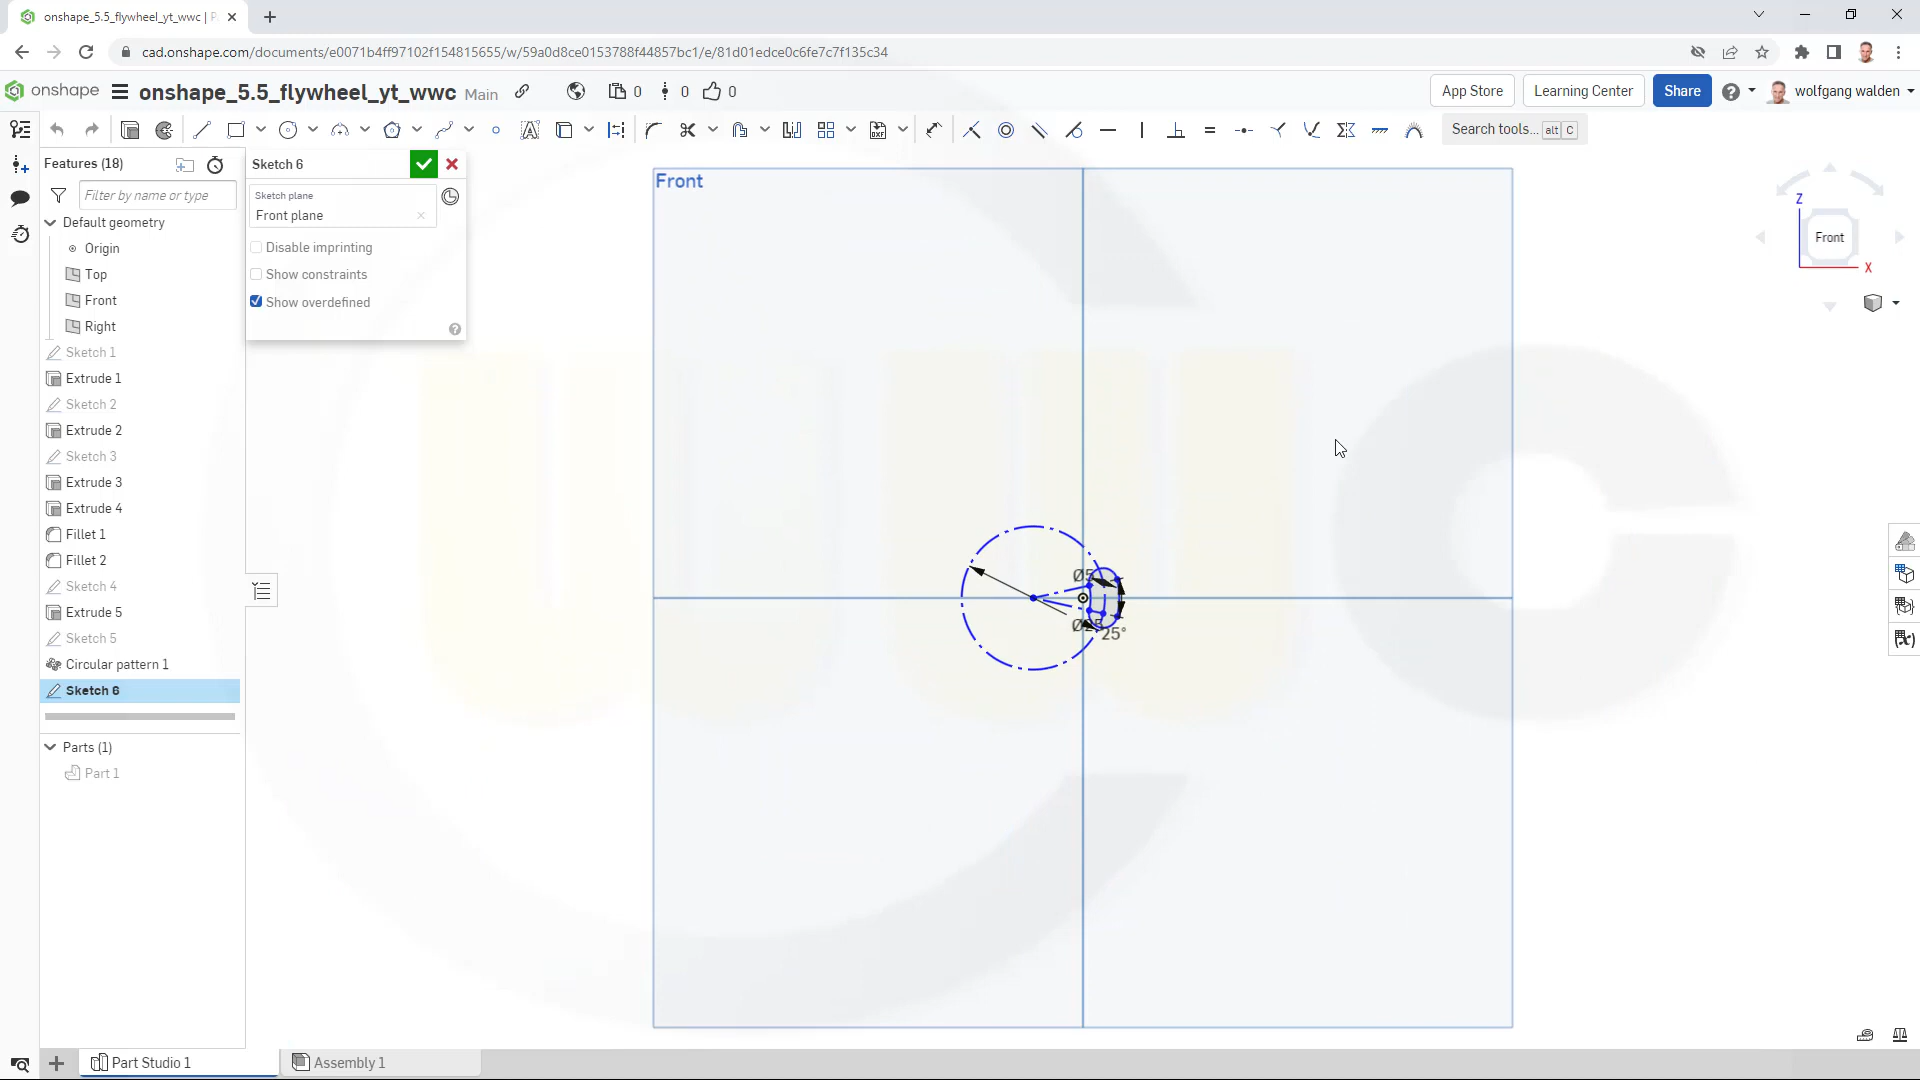 onshape_5.5_flywheel_yt_wwc | P
cad.onshape.com/documents/e0071b4ff97102f154815655/w/59a0d8ce0153788f44857bc1/e/81d01edce0c6fe7c7f135c34
onshape
onshape_5.5_flywheel_yt_wwc Main
0 0 0
App Store
Learning Center
Share
wolfgang walden
Search tools... alt C
Features (18)
Filter by name or type
Default geometry
Origin
Top
Front
Right
Sketch 1
Extrude 1
Sketch 2
Extrude 2
Sketch 3
Extrude 3
Extrude 4
Fillet 1
Fillet 2
Sketch 4
Extrude 5
Sketch 5
Circular pattern 1
Sketch 6
Parts (1)
Part 1
Sketch 6
Sketch plane
Front plane
Disable imprinting
Show constraints
Show overdefined
Front
Ø5
Ø25
25°
Z
Front
X
Part Studio 1
Assembly 1